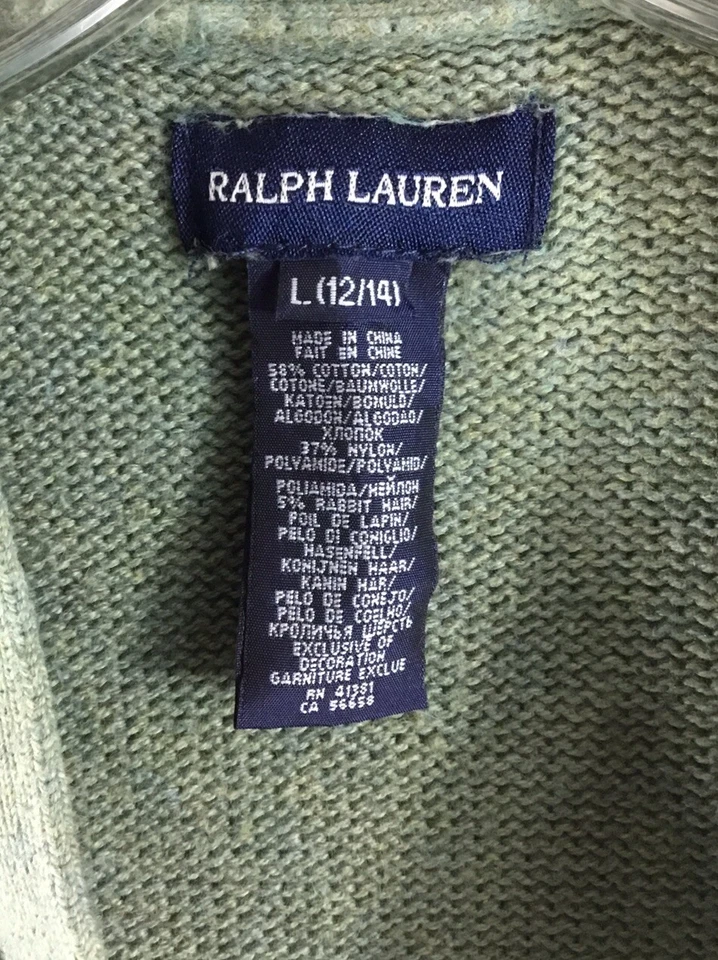 RALPH LAUREN
L (12/14)
MADE IN CHINA
FAIT EN CHINE
58% COTTON/COTON/
COTONE/BAUMWOLLE/
KATOEN/BOMULD/
ALGODON/ALGODAO/
ХЛОПОК
37% NYLON/
POLYAMIDE/POLYAMID/
POLIAMIDA/НЕЙЛОН
5% RABBIT HAIR/
POIL DE LAPIN/
PELO DI CONIGLIO/
HASENFELL/
KONIJNEN HAAR/
KANIN HAR/
PELO DE CONEJO/
PELO DE COELHO/
КРОЛИЧЬЯ ШЕРСТЬ
EXCLUSIVE OF
DECORATION
GARNITURE EXCLUE
RN 41381
CA 56658